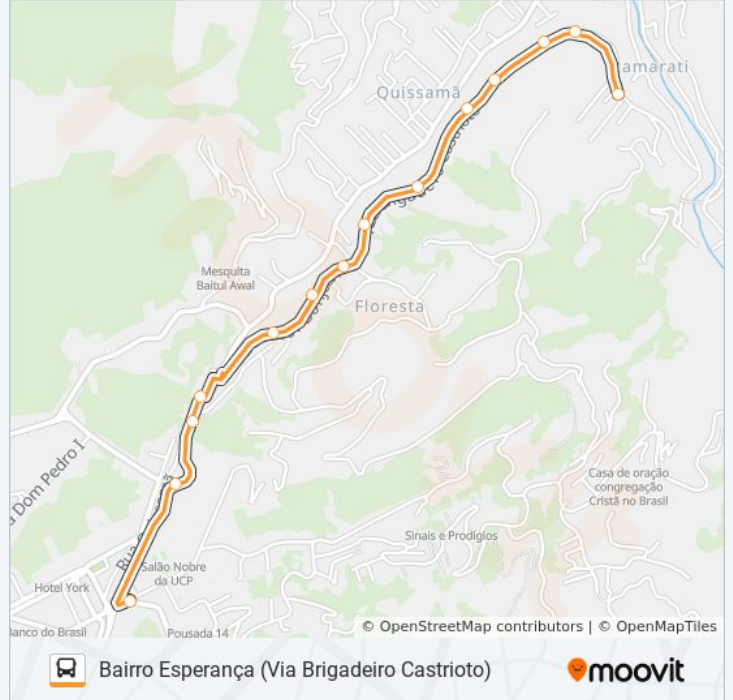 Itamarati
Quissamã
Mesquita
Baitul Awal
Floresta
Dom Pedro I
Casa de oração
congregação
Cristã no Brasil
Sinais e Prodígios
Rua
Salão Nobre
da UCP
Hotel York
Banco do Brasil
Pousada 14
© OpenStreetMap contributors | © OpenMapTiles
Bairro Esperança (Via Brigadeiro Castrioto)
moovit